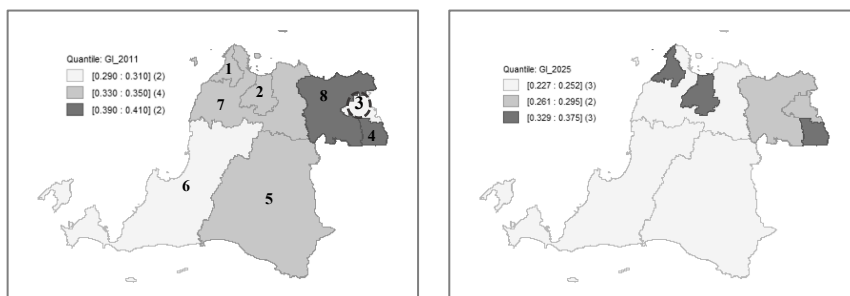 Quantile: GI_2011
[0.290 : 0.310] (2)
[0.330 : 0.350] (4)
[0.390 : 0.410] (2)
1
2
3
4
5
6
7
8
Quantile: GI_2025
[0.227 : 0.252] (3)
[0.261 : 0.295] (2)
[0.329 : 0.375] (3)